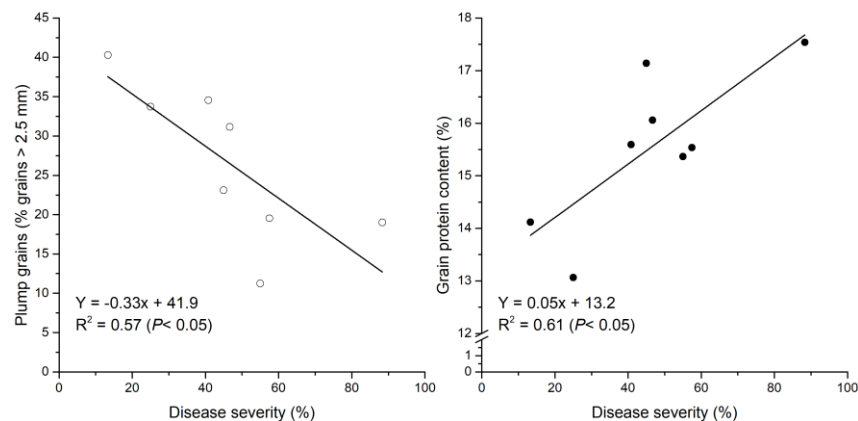 45
40
35
30
25
20
15
10
5
0
Plump grains (% grains > 2.5 mm)
Y = -0.33x + 41.9
R² = 0.57 (P< 0.05)
0 20 40 60 80 100
Disease severity (%)
18
17
16
15
14
13
12
1
0
Grain protein content (%)
Y = 0.05x + 13.2
R² = 0.61 (P< 0.05)
0 20 40 60 80 100
Disease severity (%)